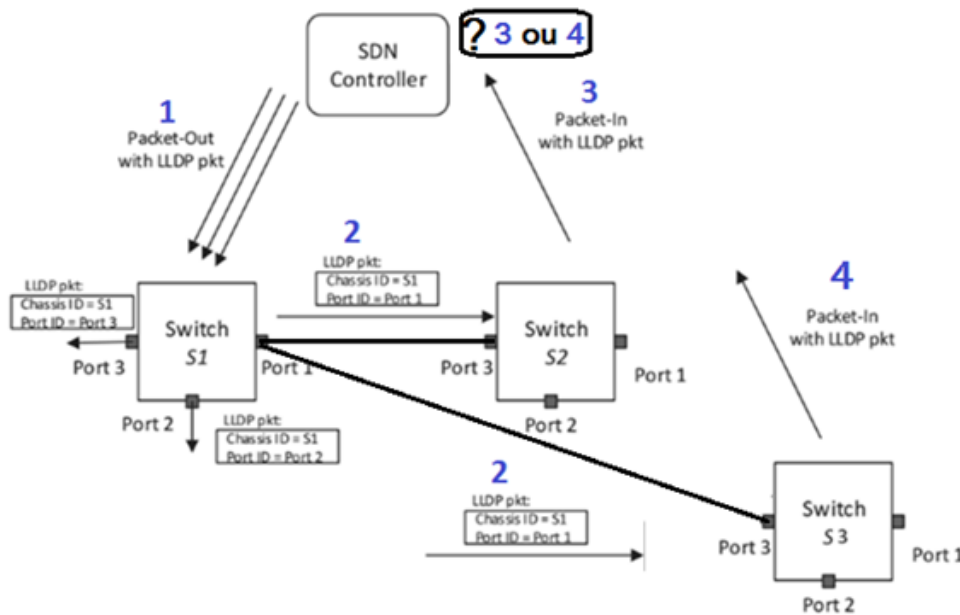 SDN
Controller
? 3 ou 4
1
Packet-Out
with LLDP pkt
3
Packet-In
with LLDP pkt
2
LLDP pkt:
Chassis ID = S1
Port ID = Port 1
LLDP pkt:
Chassis ID = S1
Port ID = Port 3
Switch
S1
Port 3
Port 1
Port 2
LLDP pkt:
Chassis ID = S1
Port ID = Port 2
Switch
S2
Port 3
Port 1
Port 2
4
Packet-In
with LLDP pkt
2
LLDP pkt:
Chassis ID = S1
Port ID = Port 1
Switch
S3
Port 3
Port 1
Port 2